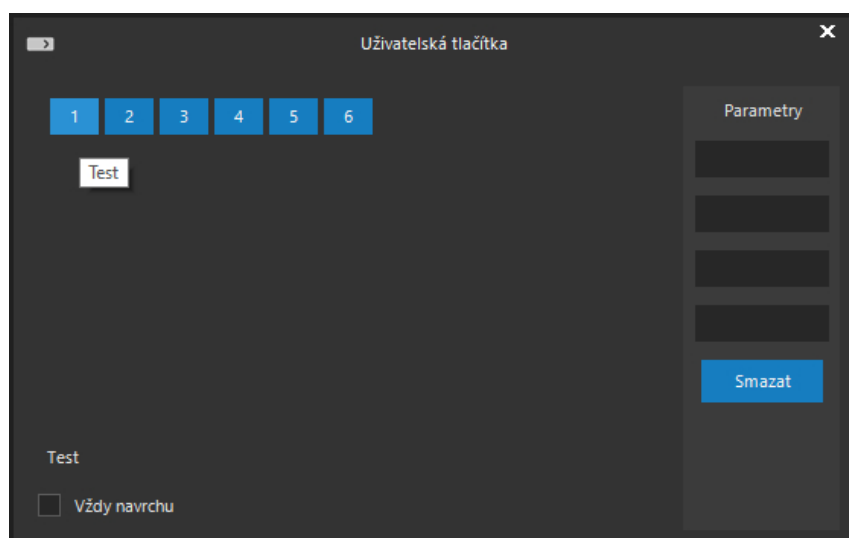 Uživatelská tlačítka
1 2 3 4 5 6
Test
Parametry
Smazat
Test
Vždy navrchu